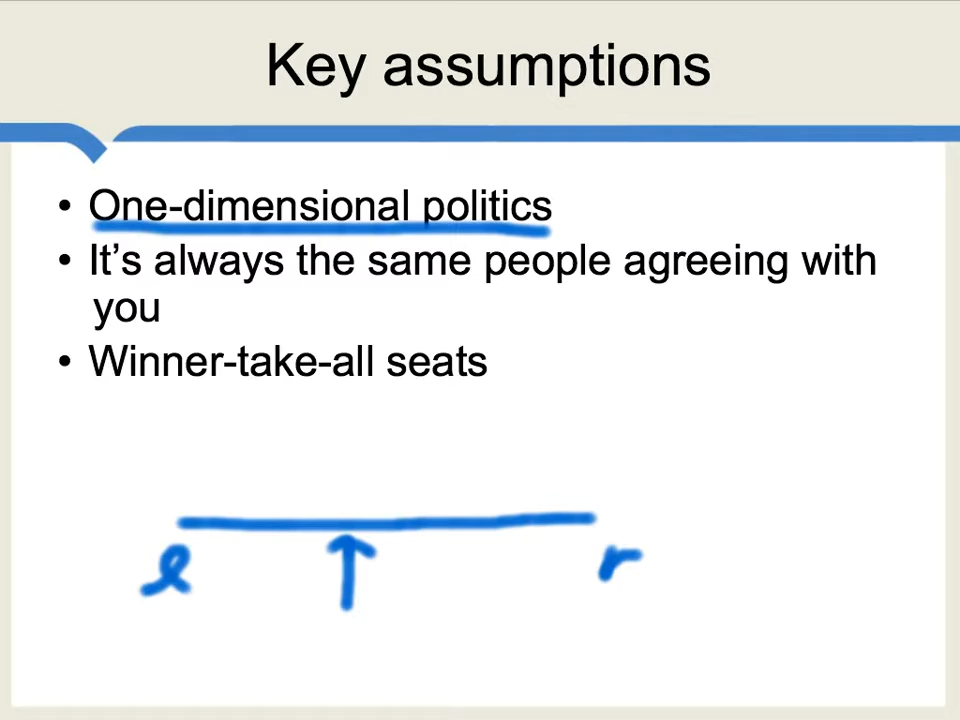 Key assumptions
• One-dimensional politics
• It's always the same people agreeing with
you
• Winner-take-all seats
l r